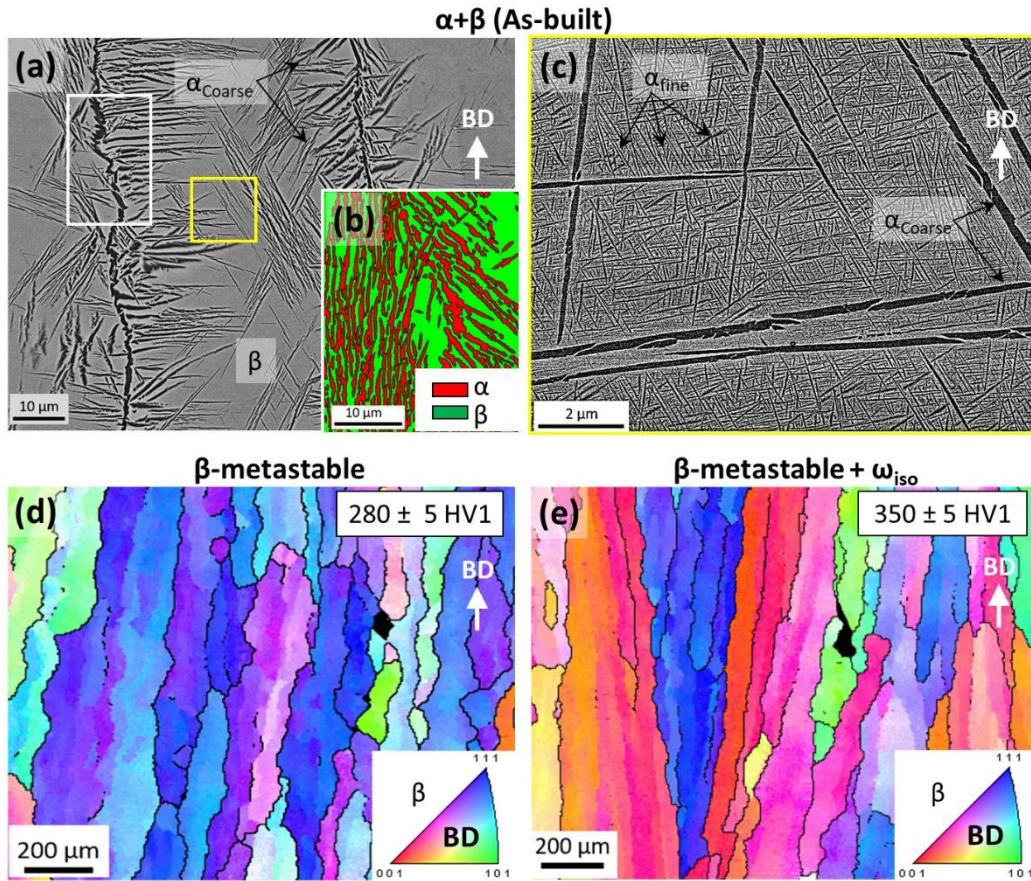 α+β (As-built)
(a)
αCoarse
BD
β
10 µm
(b)
10 µm
α
β
(c)
αfine
BD
αCoarse
2 µm
β-metastable
(d)
280 ± 5 HV1
BD
200 µm
β
111
BD
001
101
β-metastable + ωiso
(e)
350 ± 5 HV1
BD
200 µm
β
111
BD
001
101